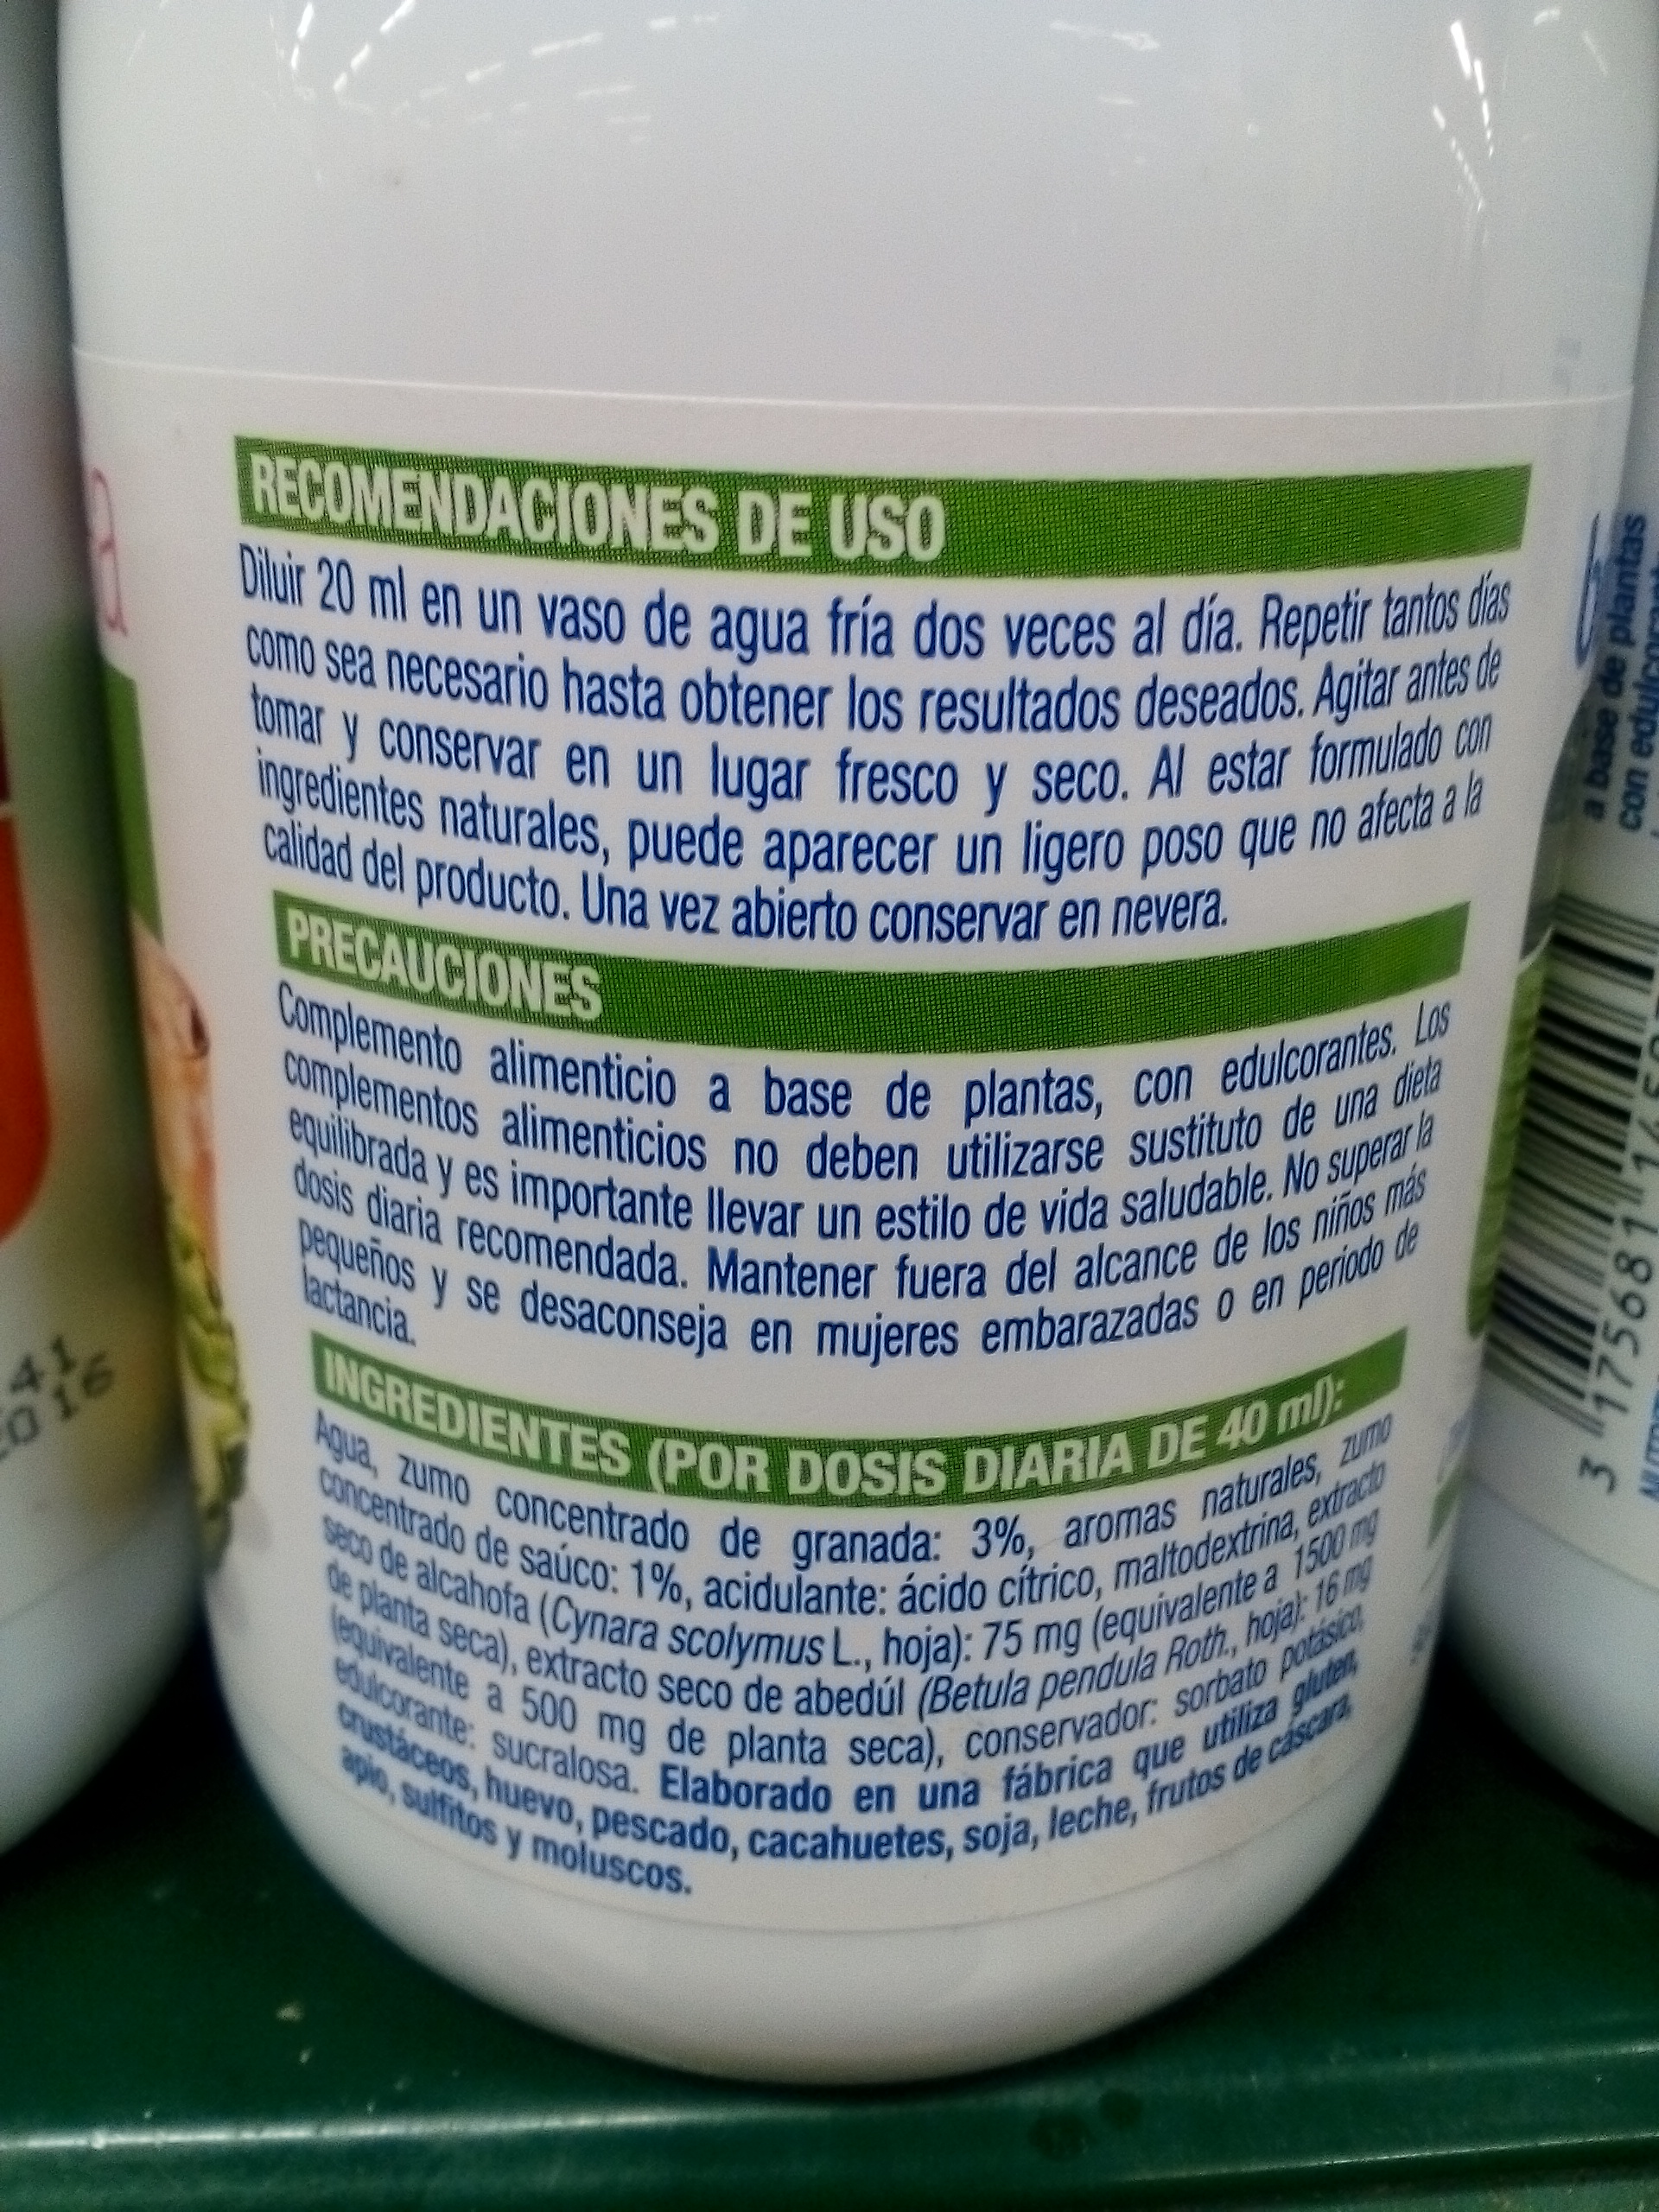 RECOMENDACIONES DE USO
Diluir 20 ml en un vaso de agua fría dos veces al día. Repetir tantos días
como sea necesario hasta obtener los resultados deseados. Agitar antes de
tomar y conservar en un lugar fresco y seco. Al estar formulado con
ingredientes naturales, puede aparecer un ligero poso que no afecta a la
calidad del producto. Una vez abierto conservar en nevera.
PRECAUCIONES
Complemento alimenticio a base de plantas, con edulcorantes. Los
complementos alimenticios no deben utilizarse sustituto de una dieta
equilibrada y es importante llevar un estilo de vida saludable. No superar la
dosis diaria recomendada. Mantener fuera del alcance de los niños más
pequeños y se desaconseja en mujeres embarazadas o en periodo de
lactancia.
INGREDIENTES (POR DOSIS DIARIA DE 40 ml):
Agua, zumo concentrado de granada: 3%, aromas naturales, zumo
concentrado de saúco: 1%, acidulante: ácido cítrico, maltodextrina, extracto
seco de alcahofa (Cynara scolymus L., hoja): 75 mg (equivalente a 1500 mg
de planta seca), extracto seco de abedúl (Betula pendula Roth., hoja): 16 mg
(equivalente a 500 mg de planta seca), conservador: sorbato potásico,
edulcorante: sucralosa. Elaborado en una fábrica que utiliza gluten,
crustáceos, huevo, pescado, cacahuetes, soja, leche, frutos de cáscara,
apio, sulfitos y moluscos.
a
41
16
a base de plantas
3 175681